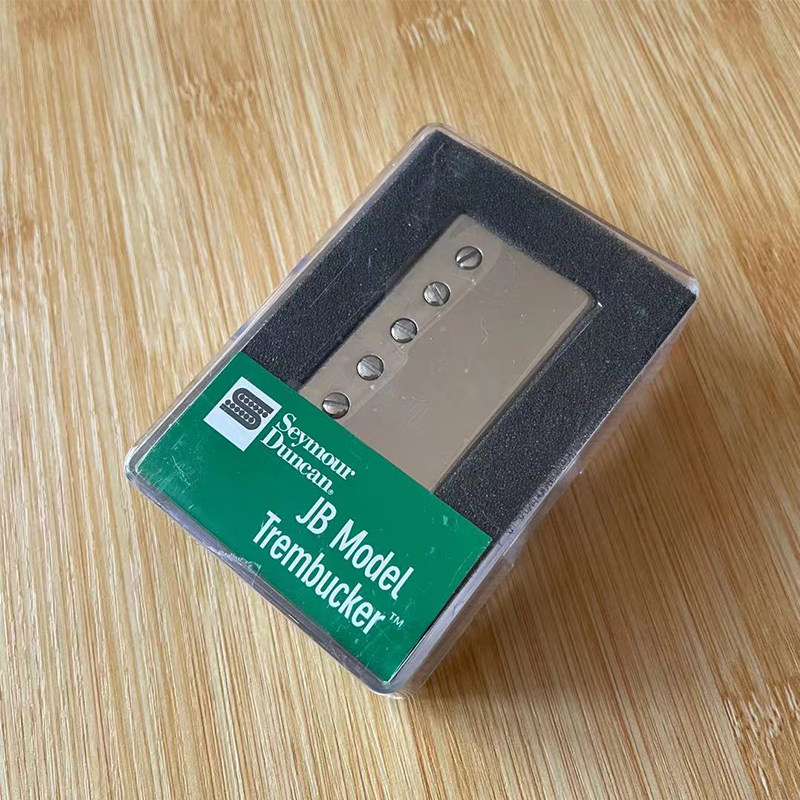 Seymour
Duncan®
JB Model
Trembucker™